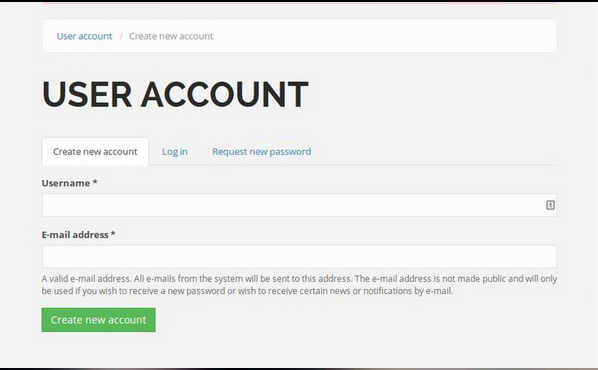 User account / Create new account
USER ACCOUNT
Create new account Log in Request new password
Username *
E-mail address *
A valid e-mail address. All e-mails from the system will be sent to this address. The e-mail address is not made public and will only
be used if you wish to receive a new password or wish to receive certain news or notifications by e-mail.
Create new account